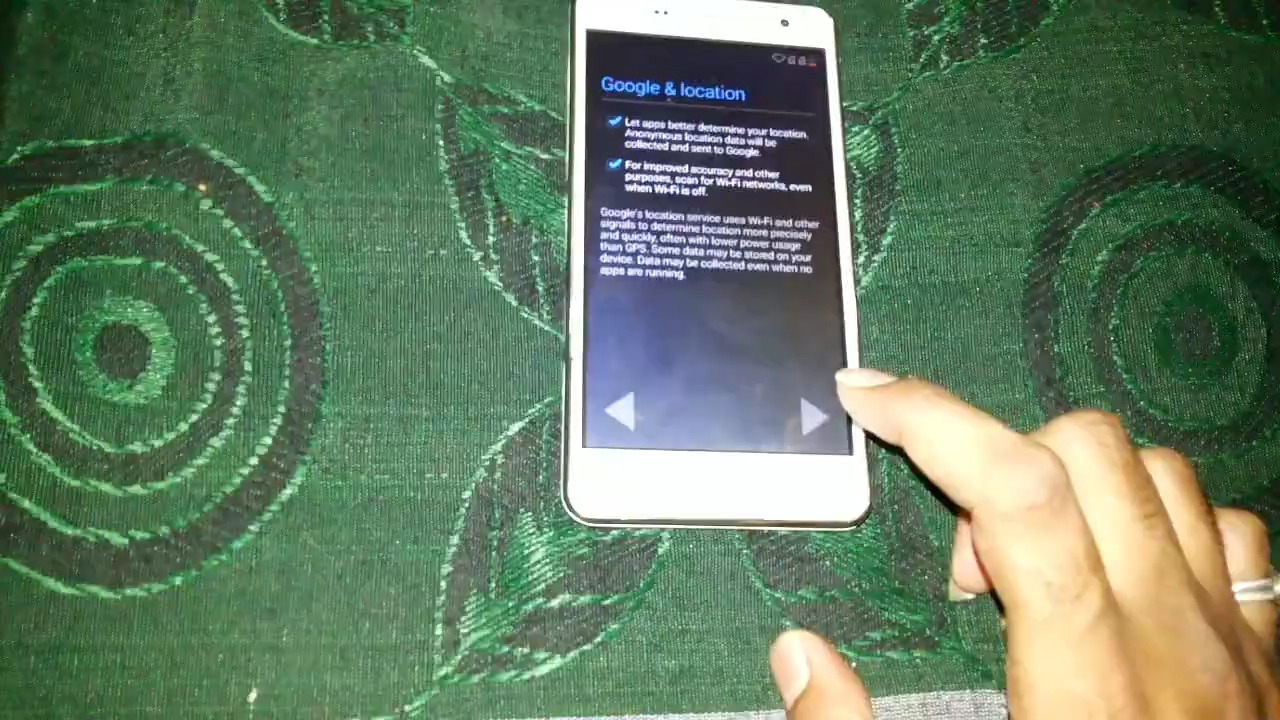 Google & location
Let apps better determine your location.
Anonymous location data will be
collected and sent to Google.
For improved accuracy and other
purposes, scan for Wi-Fi networks, even
when Wi-Fi is off.
Google's location service uses Wi-Fi and other
signals to determine location more precisely
and quickly, often with lower power usage
than GPS. Some data may be stored on your
device. Data may be collected even when no
apps are running.